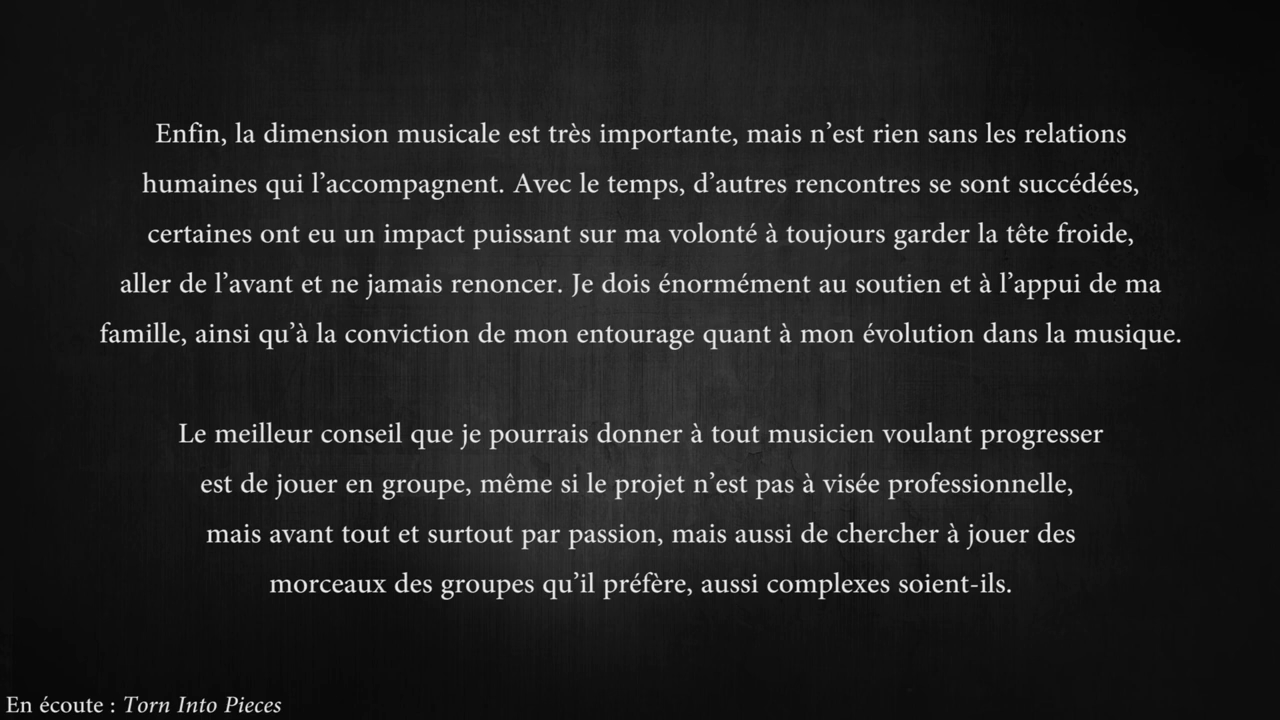 Enfin, la dimension musicale est très importante, mais n’est rien sans les relations
humaines qui l’accompagnent. Avec le temps, d’autres rencontres se sont succédées,
certaines ont eu un impact puissant sur ma volonté à toujours garder la tête froide,
aller de l’avant et ne jamais renoncer. Je dois énormément au soutien et à l’appui de ma
famille, ainsi qu’à la conviction de mon entourage quant à mon évolution dans la musique.
Le meilleur conseil que je pourrais donner à tout musicien voulant progresser
est de jouer en groupe, même si le projet n’est pas à visée professionnelle,
mais avant tout et surtout par passion, mais aussi de chercher à jouer des
morceaux des groupes qu’il préfère, aussi complexes soient-ils.
En écoute : Torn Into Pieces